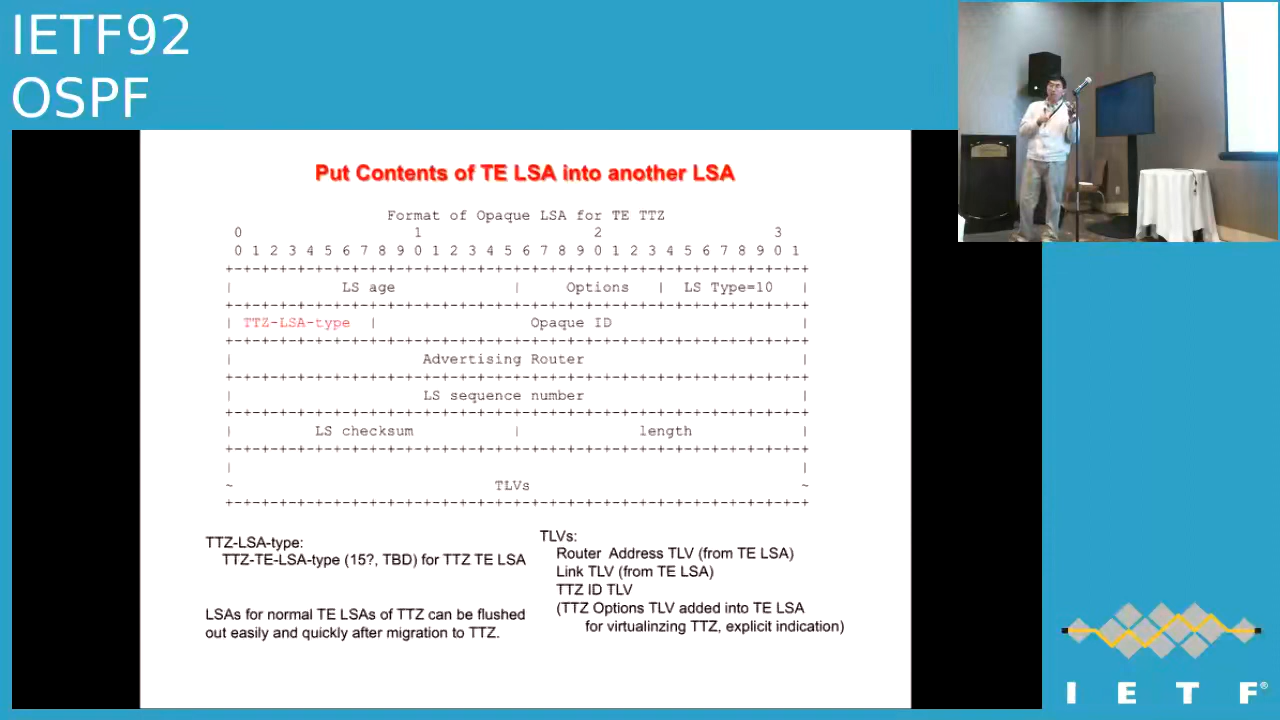 IETF92
OSPF
Put Contents of TE LSA into another LSA
Format of Opaque LSA for TE TTZ
0 1 2 3
0 1 2 3 4 5 6 7 8 9 0 1 2 3 4 5 6 7 8 9 0 1 2 3 4 5 6 7 8 9 0 1
+-+-+-+-+-+-+-+-+-+-+-+-+-+-+-+-+-+-+-+-+-+-+-+-+-+-+-+-+-+-+-+-+
| LS age | Options | LS Type=10 |
+-+-+-+-+-+-+-+-+-+-+-+-+-+-+-+-+-+-+-+-+-+-+-+-+-+-+-+-+-+-+-+-+
| TTZ-LSA-type | Opaque ID |
+-+-+-+-+-+-+-+-+-+-+-+-+-+-+-+-+-+-+-+-+-+-+-+-+-+-+-+-+-+-+-+-+
| Advertising Router |
+-+-+-+-+-+-+-+-+-+-+-+-+-+-+-+-+-+-+-+-+-+-+-+-+-+-+-+-+-+-+-+-+
| LS sequence number |
+-+-+-+-+-+-+-+-+-+-+-+-+-+-+-+-+-+-+-+-+-+-+-+-+-+-+-+-+-+-+-+-+
| LS checksum | length |
+-+-+-+-+-+-+-+-+-+-+-+-+-+-+-+-+-+-+-+-+-+-+-+-+-+-+-+-+-+-+-+-+
| |
~ TLVs ~
+-+-+-+-+-+-+-+-+-+-+-+-+-+-+-+-+-+-+-+-+-+-+-+-+-+-+-+-+-+-+-+-+
TTZ-LSA-type:
TTZ-TE-LSA-type (15?, TBD) for TTZ TE LSA
LSAs for normal TE LSAs of TTZ can be flushed
out easily and quickly after migration to TTZ.
TLVs:
Router Address TLV (from TE LSA)
Link TLV (from TE LSA)
TTZ ID TLV
(TTZ Options TLV added into TE LSA
for virtualinzing TTZ, explicit indication)
I E T F®